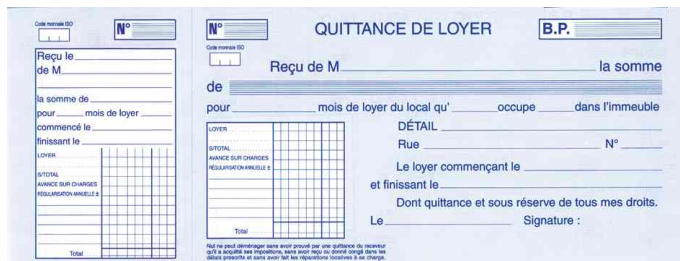 Code monnaie ISO
N°
Reçu le
de M
la somme de
pour mois de loyer
commencé le
finissant le
LOYER
S/TOTAL
AVANCE SUR CHARGES
RÉGULARISATION ANNUELLE ±
Total
N°
QUITTANCE DE LOYER
B.P.
Code monnaie ISO
Reçu de M la somme
de
pour mois de loyer du local qu' occupe dans l'immeuble
LOYER
S/TOTAL
AVANCE SUR CHARGES
RÉGULARISATION ANNUELLE ±
Total
DÉTAIL
Rue N°
Le loyer commençant le
et finissant le
Dont quittance et sous réserve de tous mes droits.
Le Signature :
Nul ne peut déménager sans avoir prouvé par une quittance du receveur
qu'il a acquitté ses impositions, sans avoir reçu ou donné congé dans les
délais prescrits et sans avoir fait les réparations locatives à sa charge.